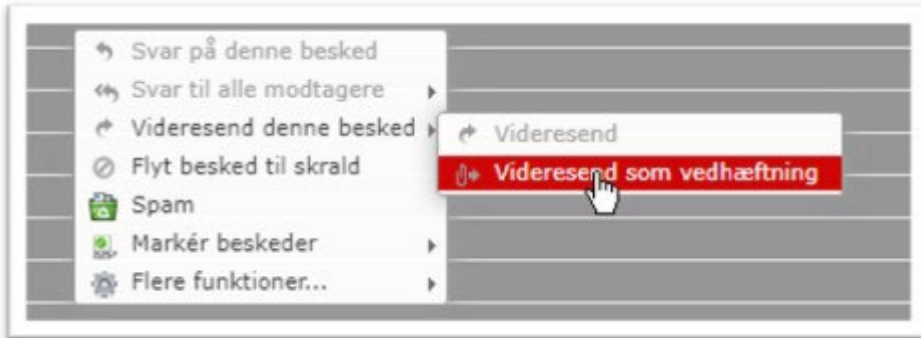 Svar på denne besked
Svar til alle modtagere
Videresend denne besked
Videresend
Flyt besked til skrald
Videresend som vedhæftning
Spam
Markér beskeder
Flere funktioner...